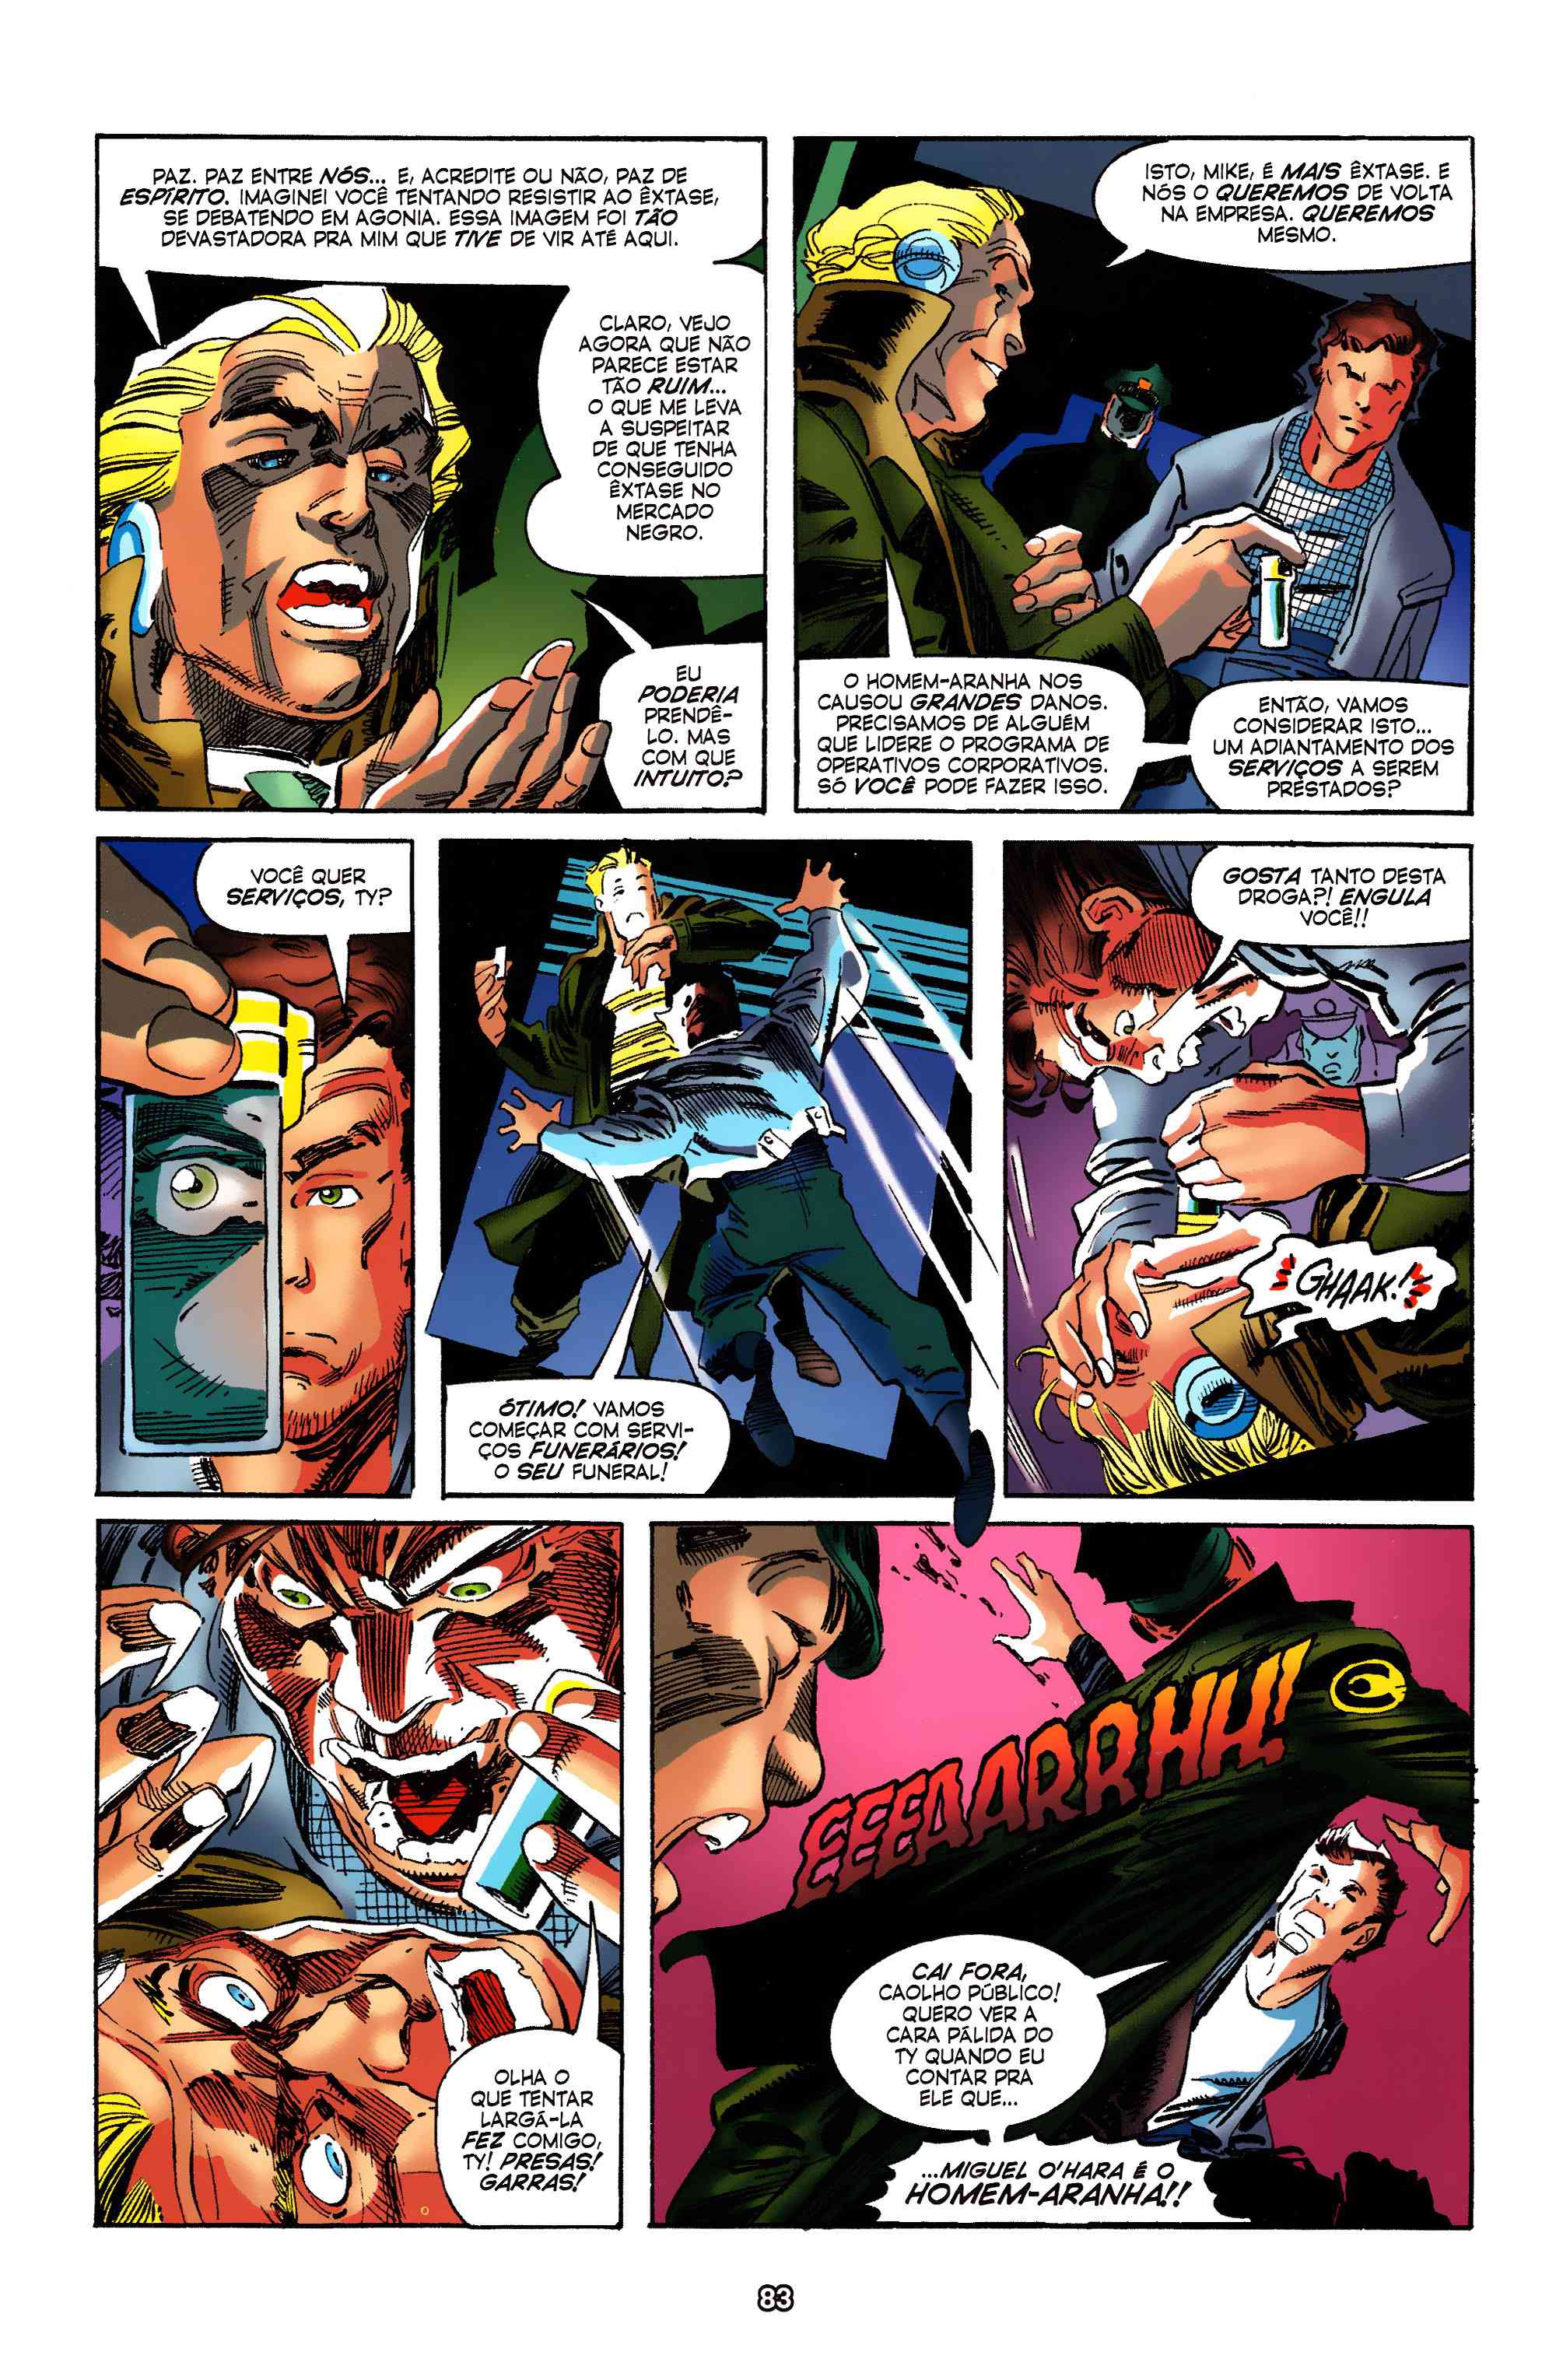 PAZ. PAZ ENTRE NÓS... E, ACREDITE OU NÃO, PAZ DE
ESPÍRITO. IMAGINEI VOCÊ TENTANDO RESISTIR AO ÊXTASE,
SE DEBATENDO EM AGONIA. ESSA IMAGEM FOI TÃO
DEVASTADORA PRA MIM QUE TIVE DE VIR ATÉ AQUI.
CLARO, VEJO
AGORA QUE NÃO
PARECE ESTAR
TÃO RUIM...
O QUE ME LEVA
A SUSPEITAR
DE QUE TENHA
CONSEGUIDO
ÊXTASE NO
MERCADO
NEGRO.
EU
PODERIA
PRENDÊ-
LO. MAS
COM QUE
INTUITO?
ISTO, MIKE, É MAIS ÊXTASE. E
NÓS O QUEREMOS DE VOLTA
NA EMPRESA. QUEREMOS
MESMO.
O HOMEM-ARANHA NOS
CAUSOU GRANDES DANOS.
PRECISAMOS DE ALGUÉM
QUE LIDERE O PROGRAMA DE
OPERATIVOS CORPORATIVOS.
SÓ VOCÊ PODE FAZER ISSO.
ENTÃO, VAMOS
CONSIDERAR ISTO...
UM ADIANTAMENTO DOS
SERVIÇOS A SEREM
PRESTADOS?
VOCÊ QUER
SERVIÇOS, TY?
ÓTIMO! VAMOS
COMEÇAR COM SERVI-
ÇOS FUNERÁRIOS!
O SEU FUNERAL!
GOSTA TANTO DESTA
DROGA?! ENGULA
VOCÊ!!
GHAAK!
OLHA O
QUE TENTAR
LARGÁ-LA
FEZ COMIGO,
TY! PRESAS!
GARRAS!
EEEAARRHH!
CAI FORA,
CAOLHO PÚBLICO!
QUERO VER A
CARA PÁLIDA DO
TY QUANDO EU
CONTAR PRA
ELE QUE...
...MIGUEL O'HARA É O
HOMEM-ARANHA!!
83